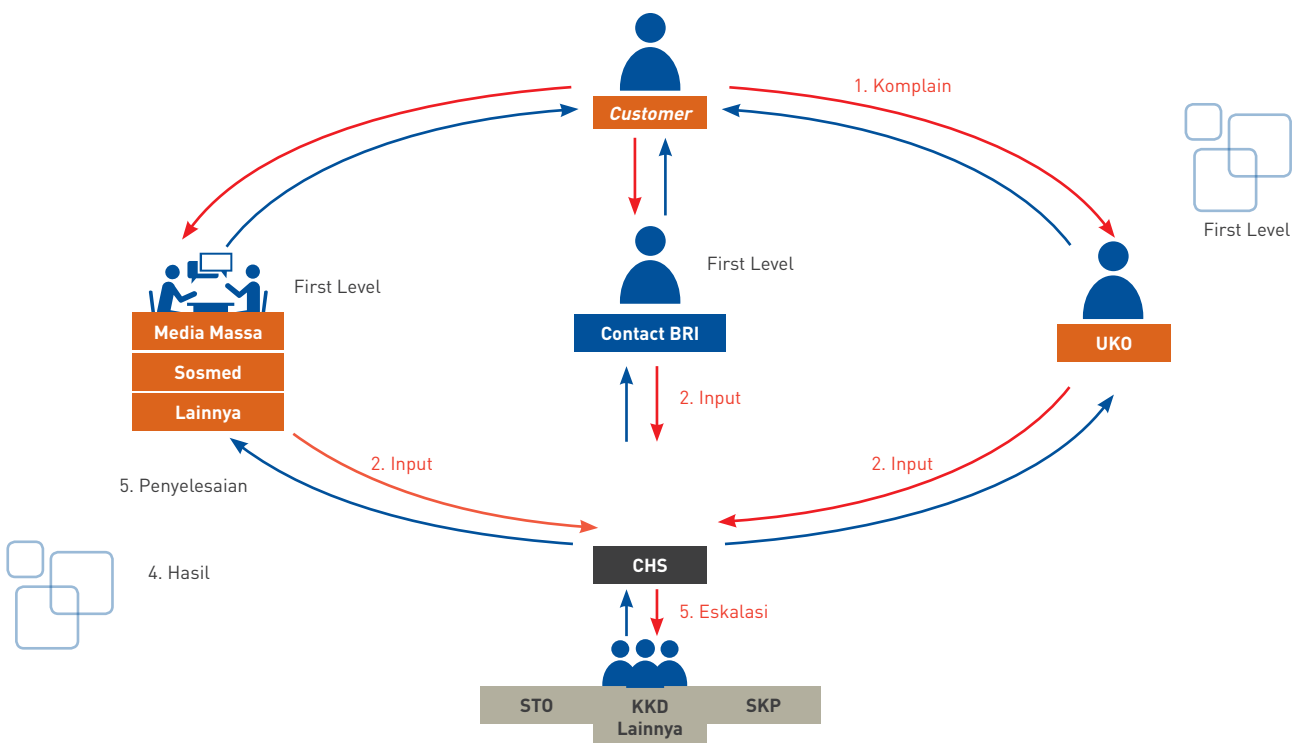 1. Komplain
Customer
First Level
First Level
First Level
Media Massa
Sosmed
Lainnya
Contact BRI
UKO
2. Input
2. Input
2. Input
5. Penyelesaian
4. Hasil
CHS
5. Eskalasi
STO
KKD
Lainnya
SKP